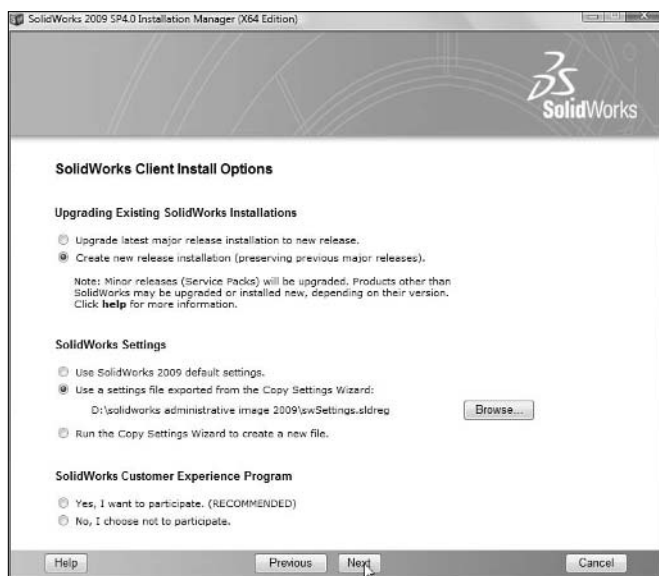 SolidWorks 2009 SP4.0 Installation Manager (X64 Edition)
SolidWorks
SolidWorks Client Install Options
Upgrading Existing SolidWorks Installations
Upgrade latest major release installation to new release.
Create new release installation (preserving previous major releases).
Note: Minor releases (Service Packs) will be upgraded. Products other than
SolidWorks may be upgraded or installed new, depending on their version.
Click help for more information.
SolidWorks Settings
Use SolidWorks 2009 default settings.
Use a settings file exported from the Copy Settings Wizard:
D:\solidworks administrative image 2009\swSettings.sldreg
Browse...
Run the Copy Settings Wizard to create a new file.
SolidWorks Customer Experience Program
Yes, I want to participate. (RECOMMENDED)
No, I choose not to participate.
Help
Previous
Next
Cancel